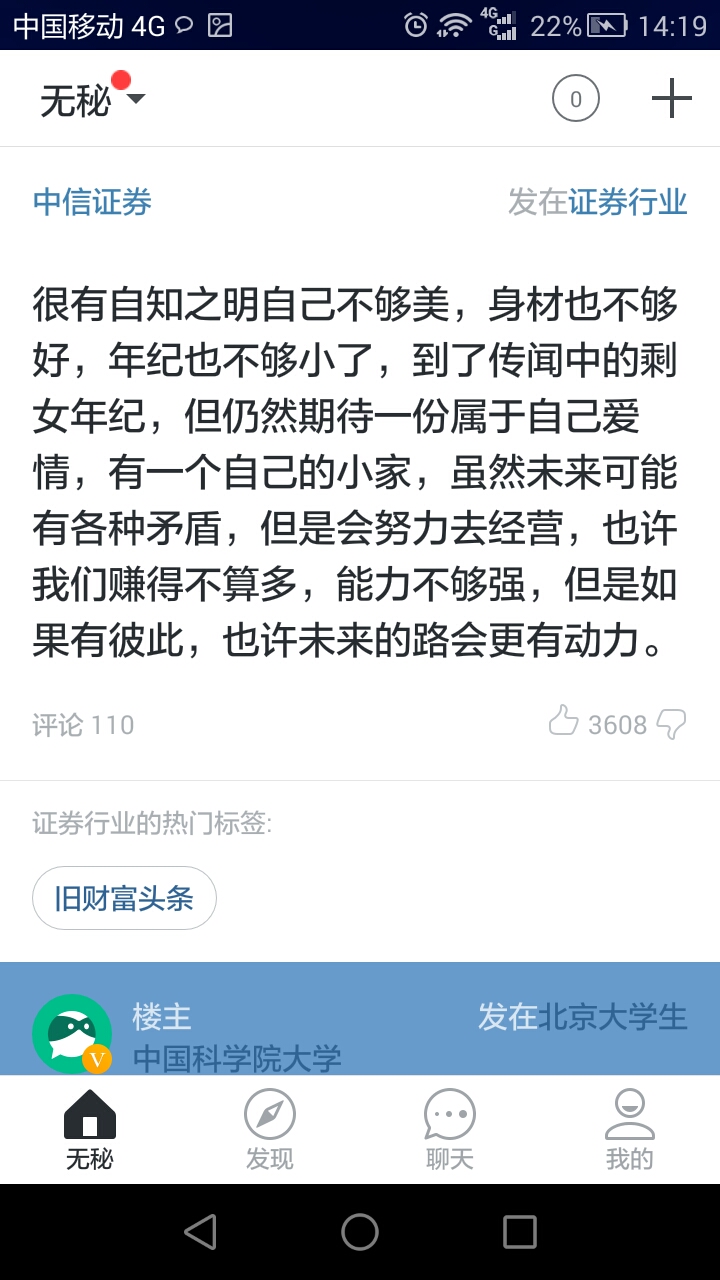 中国移动 4G 4G G 22% 14:19
无秘 0
中信证券 发在证券行业
很有自知之明自己不够美，身材也不够
好，年纪也不够小了，到了传闻中的剩
女年纪，但仍然期待一份属于自己爱
情，有一个自己的小家，虽然未来可能
有各种矛盾，但是会努力去经营，也许
我们赚得不算多，能力不够强，但是如
果有彼此，也许未来的路会更有动力。
评论 110 3608
证券行业的热门标签:
旧财富头条
楼主 发在北京大学生
V 中国科学院大学
无秘 发现 聊天 我的